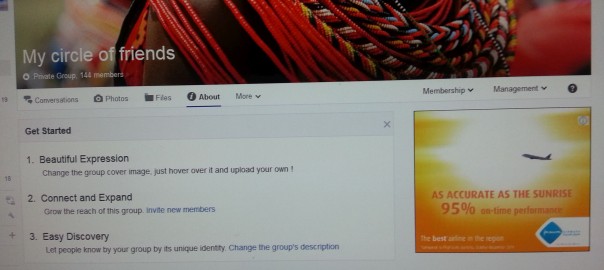 My circle of friends
Private Group, 144 members
Conversations Photos Files About More Membership Management ?
Get Started
1. Beautiful Expression
Change the group cover image, just hover over it and upload your own !
2. Connect and Expand
Grow the reach of this group. Invite new members
3. Easy Discovery
Let people know by your group by its unique identity. Change the group's description
19
18
AS ACCURATE AS THE SUNRISE
95% on-time performance
The best airline in the region